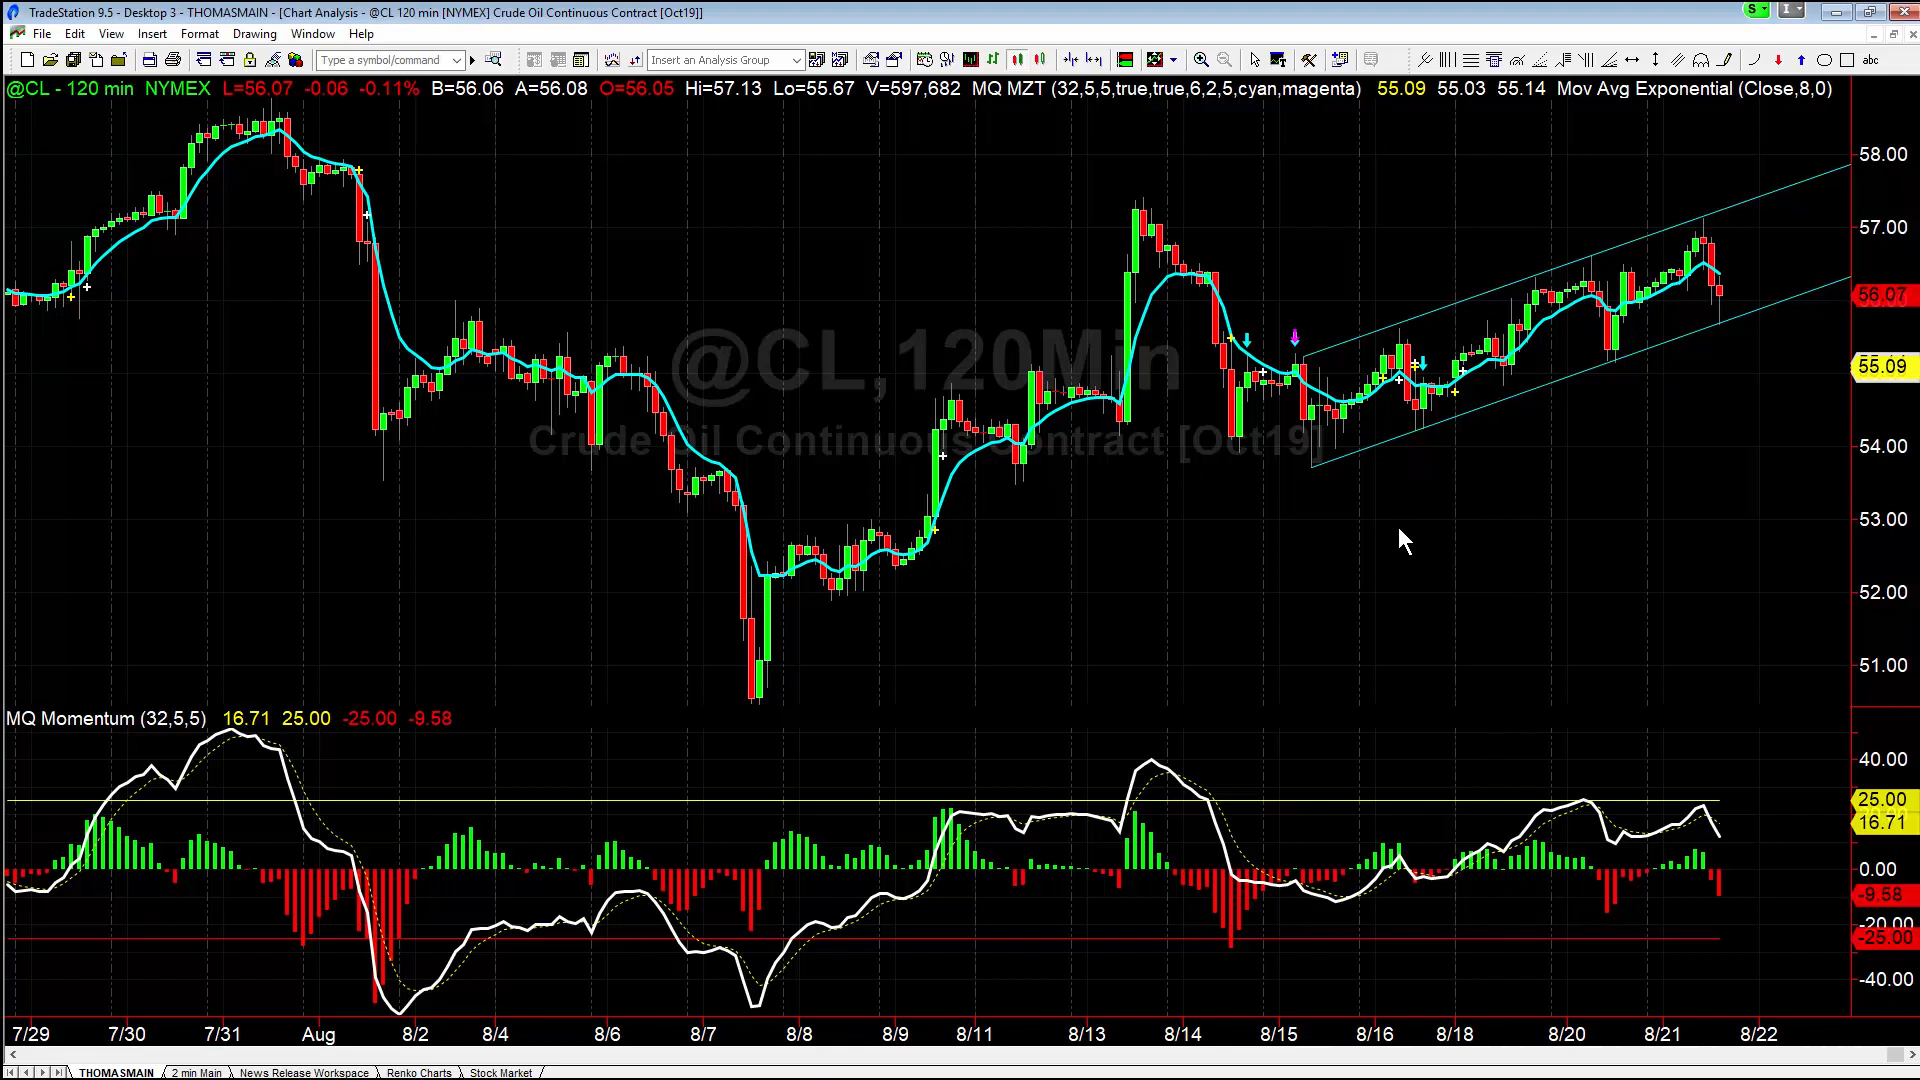 TradeStation 9.5 - Desktop 3 - THOMASMAIN - [Chart Analysis - @CL 120 min [NYMEX] Crude Oil Continuous Contract [Oct19]]
S
I
File Edit View Insert Format Drawing Window Help
Type a symbol/command
Insert an Analysis Group
abc
@CL - 120 min NYMEX L=56.07 -0.06 -0.11% B=56.06 A=56.08 O=56.05 Hi=57.13 Lo=55.67 V=597,682 MQ MZT (32,5,5,true,true,6,2,5,cyan,magenta) 55.09 55.03 55.14 Mov Avg Exponential (Close,8,0)
58.00
57.00
56.07
@CL,120Min
55.09
Crude Oil Continuous Contract [Oct19]
54.00
53.00
52.00
51.00
MQ Momentum (32,5,5) 16.71 25.00 -25.00 -9.58
40.00
25.00
16.71
0.00
-9.58
-20.00
-25.00
-40.00
7/29 7/30 7/31 Aug 8/2 8/4 8/6 8/7 8/8 8/9 8/11 8/13 8/14 8/15 8/16 8/18 8/20 8/21 8/22
THOMASMAIN 2 min Main News Release Workspace Renko Charts Stock Market